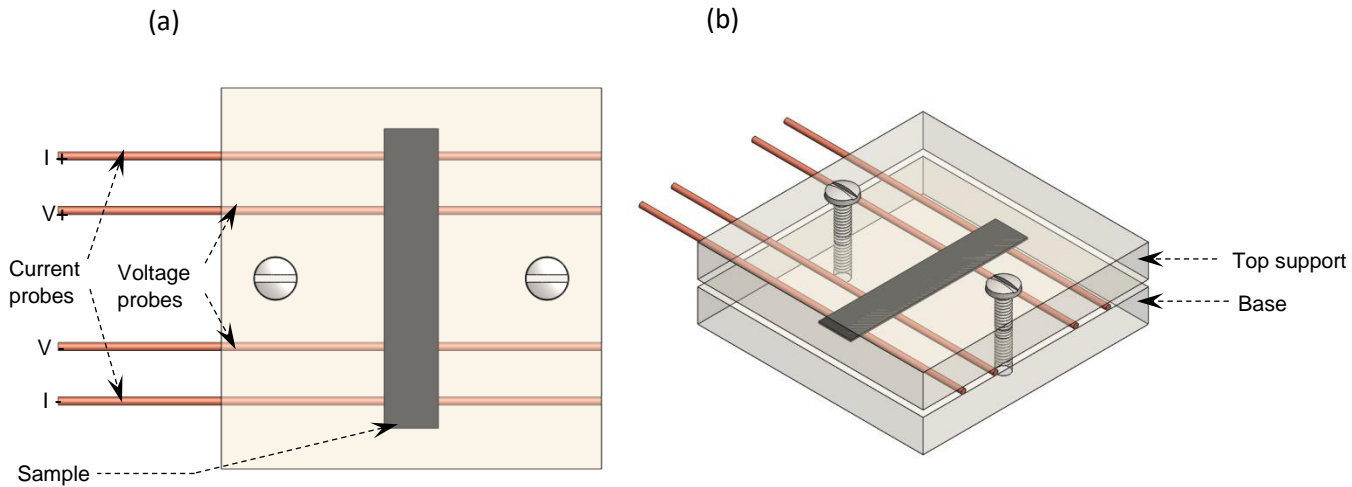 (a)
(b)
I +
V+
Current
probes
Voltage
probes
V -
I -
Sample
Top support
Base